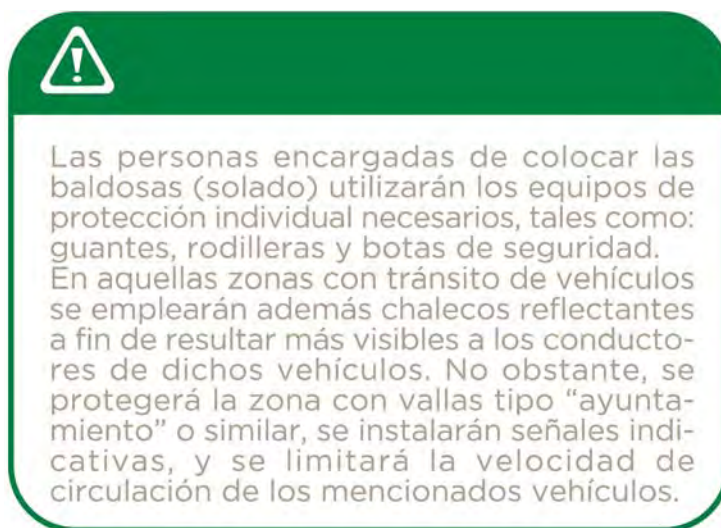 Las personas encargadas de colocar las
baldosas (solado) utilizarán los equipos de
protección individual necesarios, tales como:
guantes, rodilleras y botas de seguridad.
En aquellas zonas con tránsito de vehículos
se emplearán además chalecos reflectantes
a fin de resultar más visibles a los conducto-
res de dichos vehículos. No obstante, se
protegerá la zona con vallas tipo “ayunta-
miento” o similar, se instalarán señales indi-
cativas, y se limitará la velocidad de
circulación de los mencionados vehículos.